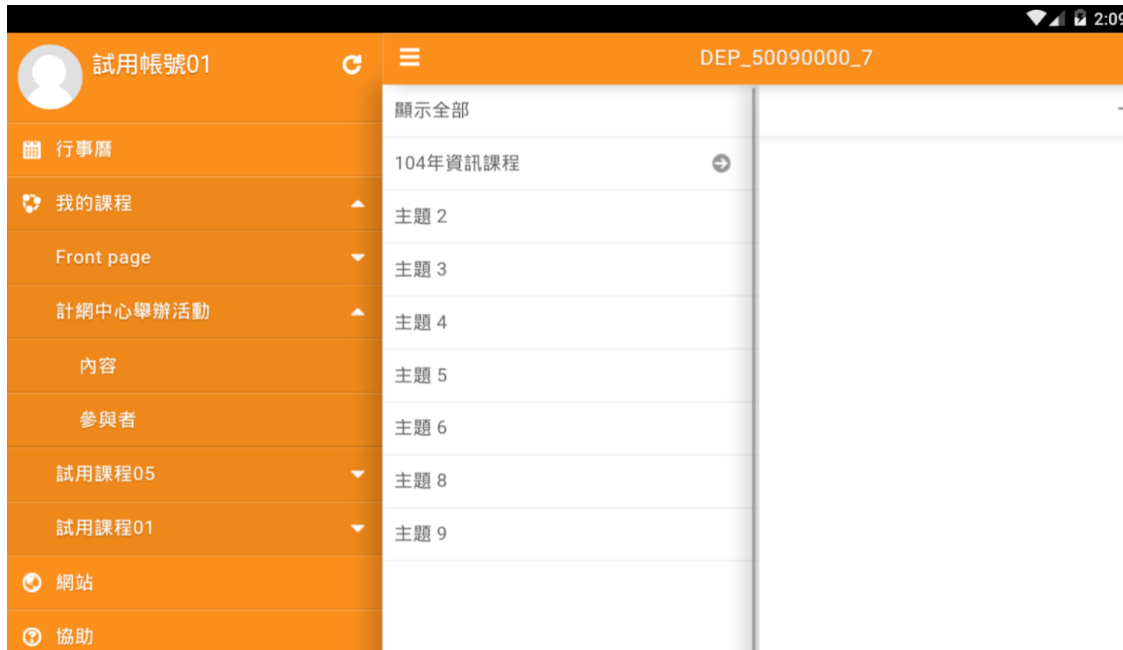 2:09
試用帳號01
行事曆
我的課程
Front page
計網中心舉辦活動
內容
參與者
試用課程05
試用課程01
網站
協助
DEP_50090000_7
顯示全部
104年資訊課程
主題 2
主題 3
主題 4
主題 5
主題 6
主題 8
主題 9